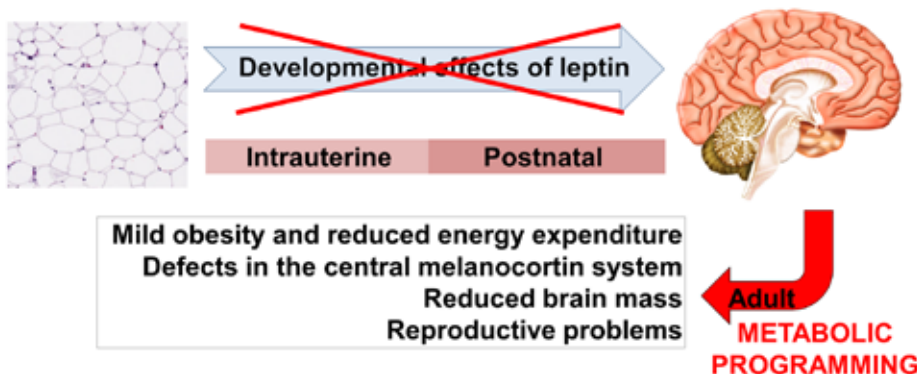 Developmental effects of leptin
Intrauterine
Postnatal
Mild obesity and reduced energy expenditure
Defects in the central melanocortin system
Reduced brain mass
Reproductive problems
Adult
METABOLIC
PROGRAMMING